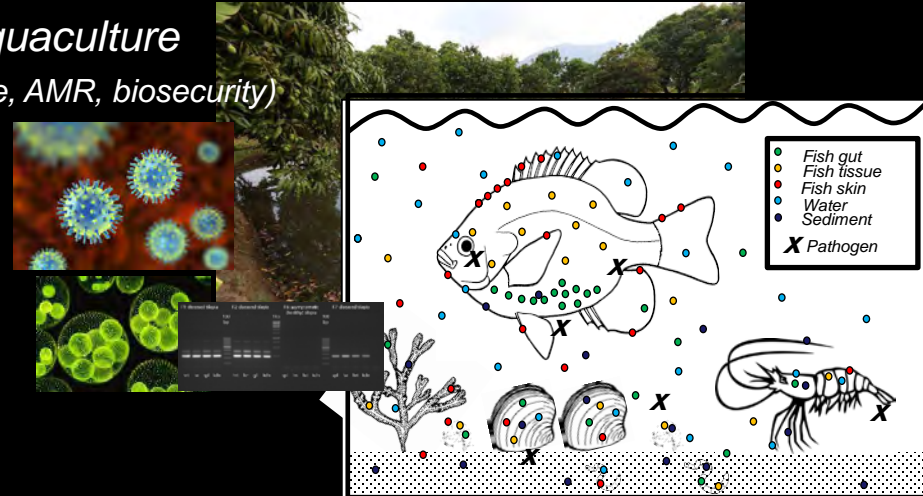 quaculture
e, AMR, biosecurity)
Fish gut
Fish tissue
Fish skin
Water
Sediment
X Pathogen
X
X
X
X
X
X